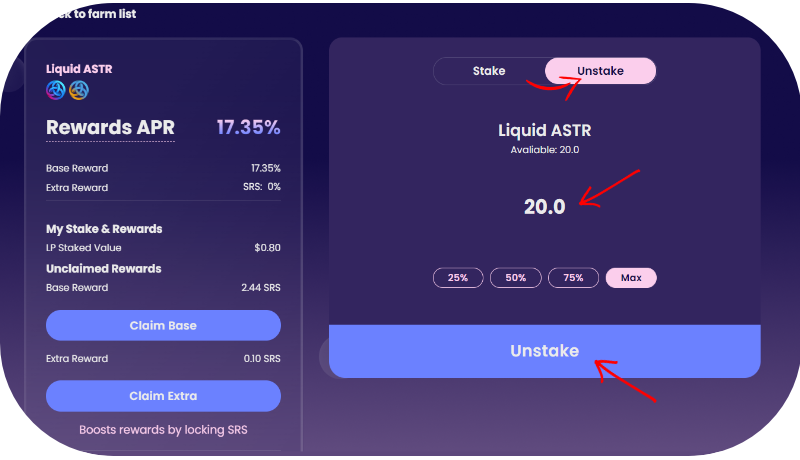 ck to farm list
Liquid ASTR
Rewards APR 17.35%
Base Reward 17.35%
Extra Reward SRS: 0%
My Stake & Rewards
LP Staked Value $0.80
Unclaimed Rewards
Base Reward 2.44 SRS
Claim Base
Extra Reward 0.10 SRS
Claim Extra
Boosts rewards by locking SRS
Stake Unstake
Liquid ASTR
Avaliable: 20.0
20.0
25% 50% 75% Max
Unstake